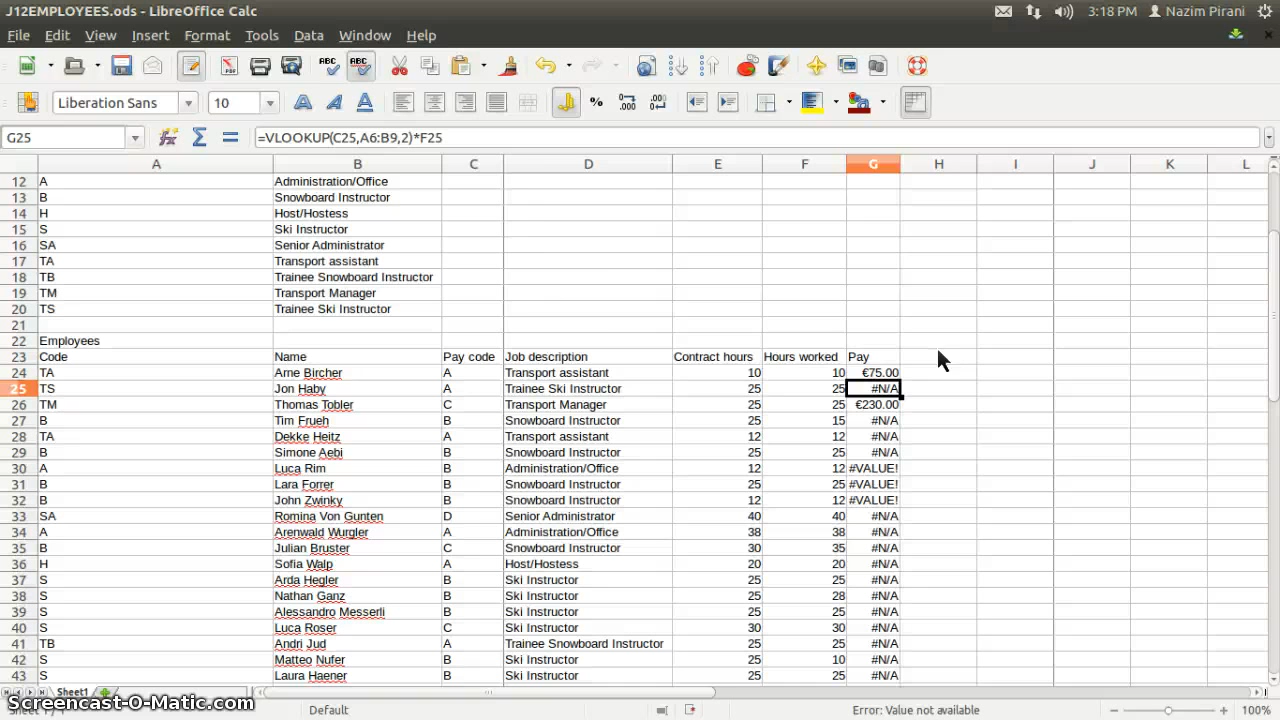 J12EMPLOYEES.ods - LibreOffice Calc
3:18 PM Nazim Pirani
File Edit View Insert Format Tools Data Window Help
Liberation Sans 10
G25 =VLOOKUP(C25,A6:B9,2)*F25
A B C D E F G H I J K L
12 A Administration/Office
13 B Snowboard Instructor
14 H Host/Hostess
15 S Ski Instructor
16 SA Senior Administrator
17 TA Transport assistant
18 TB Trainee Snowboard Instructor
19 TM Transport Manager
20 TS Trainee Ski Instructor
21
22 Employees
23 Code Name Pay code Job description Contract hours Hours worked Pay
24 TA Arne Bircher A Transport assistant 10 10 €75.00
25 TS Jon Haby A Trainee Ski Instructor 25 25 #N/A
26 TM Thomas Tobler C Transport Manager 25 25 €230.00
27 B Tim Frueh B Snowboard Instructor 25 15 #N/A
28 TA Dekke Heitz A Transport assistant 12 12 #N/A
29 B Simone Aebi B Snowboard Instructor 25 25 #N/A
30 A Luca Rim B Administration/Office 12 12 #VALUE!
31 B Lara Forrer B Snowboard Instructor 25 25 #VALUE!
32 B John Zwinky B Snowboard Instructor 12 12 #VALUE!
33 SA Romina Von Gunten D Senior Administrator 40 40 #N/A
34 A Arenwald Wurgler A Administration/Office 38 38 #N/A
35 B Julian Bruster C Snowboard Instructor 30 35 #N/A
36 H Sofia Walp A Host/Hostess 20 20 #N/A
37 S Arda Hegler B Ski Instructor 25 25 #N/A
38 S Nathan Ganz B Ski Instructor 25 28 #N/A
39 S Alessandro Messerli B Ski Instructor 25 25 #N/A
40 S Luca Roser C Ski Instructor 30 30 #N/A
41 TB Andri Jud A Trainee Snowboard Instructor 25 25 #N/A
42 S Matteo Nufer B Ski Instructor 25 10 #N/A
43 S Laura Haener B Ski Instructor 25 25 #N/A
Sheet1
Screencast-O-Matic.com
Default Error: Value not available 100%